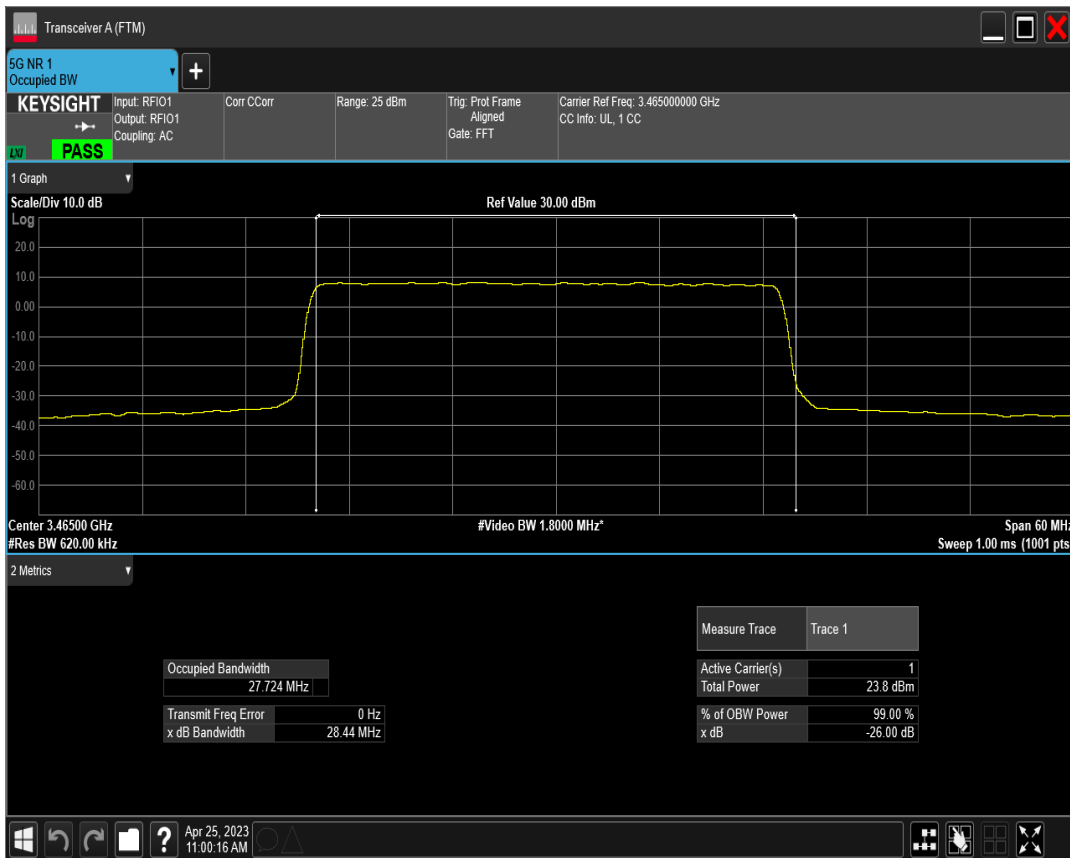 Transceiver A (FTM)
5G NR 1
Occupied BW
+
KEYSIGHT
LXI
PASS
Input: RFIO1
Output: RFIO1
Coupling: AC
Corr CCorr
Range: 25 dBm
Trig: Prot Frame
Aligned
Gate: FFT
Carrier Ref Freq: 3.465000000 GHz
CC Info: UL, 1 CC
1 Graph
Scale/Div 10.0 dB
Ref Value 30.00 dBm
Log
20.0
10.0
0.00
-10.0
-20.0
-30.0
-40.0
-50.0
-60.0
Center 3.46500 GHz
#Video BW 1.8000 MHz*
Span 60 MHz
#Res BW 620.00 kHz
Sweep 1.00 ms (1001 pts
2 Metrics
Measure Trace Trace 1
Occupied Bandwidth
27.724 MHz
Active Carrier(s) 1
Total Power 23.8 dBm
Transmit Freq Error 0 Hz
x dB Bandwidth 28.44 MHz
% of OBW Power 99.00 %
x dB -26.00 dB
?
Apr 25, 2023
11:00:16 AM